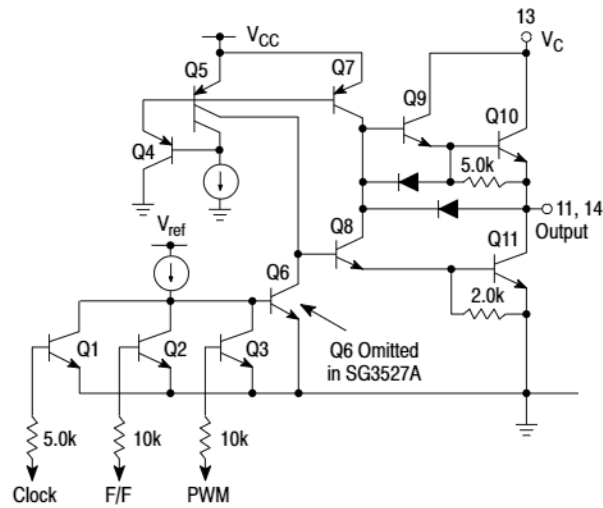 13
V_CC
V_C
Q5
Q7
Q9
Q10
Q4
5.0k
V_ref
Q8
11, 14
Output
Q6
Q11
2.0k
Q1
Q2
Q3
Q6 Omitted
in SG3527A
5.0k
10k
10k
Clock
F/F
PWM